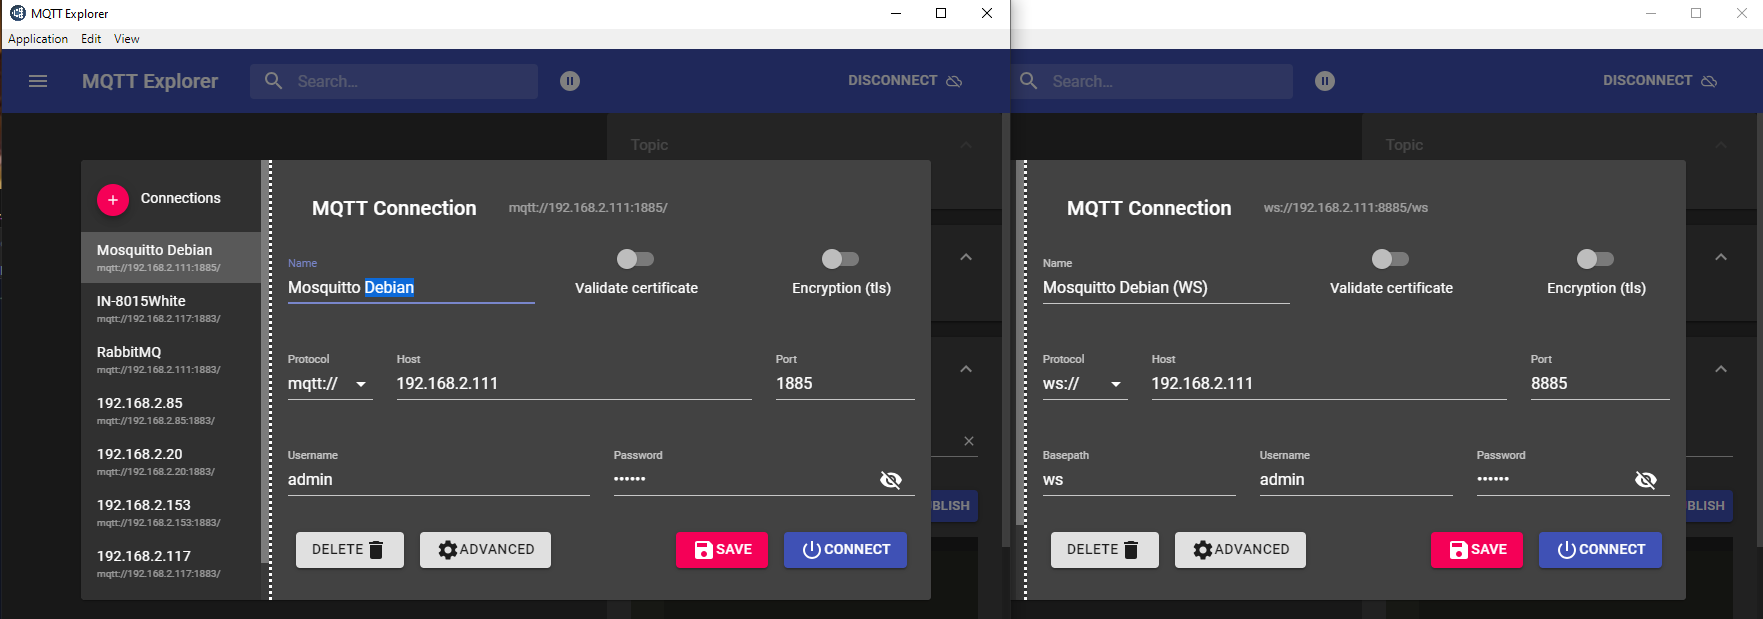 MQTT Explorer
Application Edit View
MQTT Explorer Search... DISCONNECT
Topic
Connections
Mosquitto Debian
mqtt://192.168.2.111:1885/
IN-8015White
mqtt://192.168.2.117:1883/
RabbitMQ
mqtt://192.168.2.111:1883/
192.168.2.85
mqtt://192.168.2.85:1883/
192.168.2.20
mqtt://192.168.2.20:1883/
192.168.2.153
mqtt://192.168.2.153:1883/
192.168.2.117
mqtt://192.168.2.117:1883/
MQTT Connection mqtt://192.168.2.111:1885/
Name
Mosquitto Debian
Validate certificate
Encryption (tls)
Protocol Host Port
mqtt:// 192.168.2.111 1885
Username Password
admin ••••••
DELETE ADVANCED SAVE CONNECT
BLISH
Search... DISCONNECT
Topic
MQTT Connection ws://192.168.2.111:8885/ws
Name
Mosquitto Debian (WS)
Validate certificate
Encryption (tls)
Protocol Host Port
ws:// 192.168.2.111 8885
Basepath Username Password
ws admin ••••••
DELETE ADVANCED SAVE CONNECT
BLISH